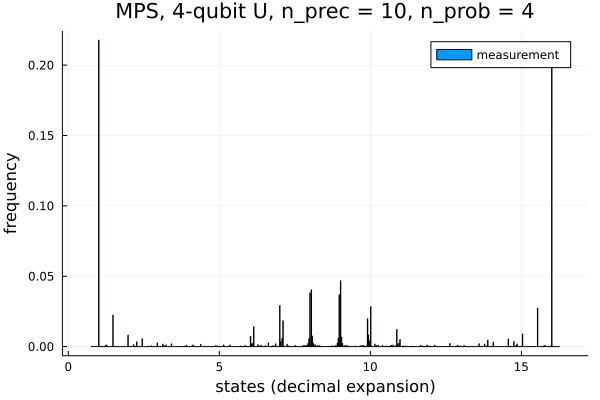 MPS, 4-qubit U, n_prec = 10, n_prob = 4
measurement
frequency
0.20
0.15
0.10
0.05
0.00
0
5
10
15
states (decimal expansion)